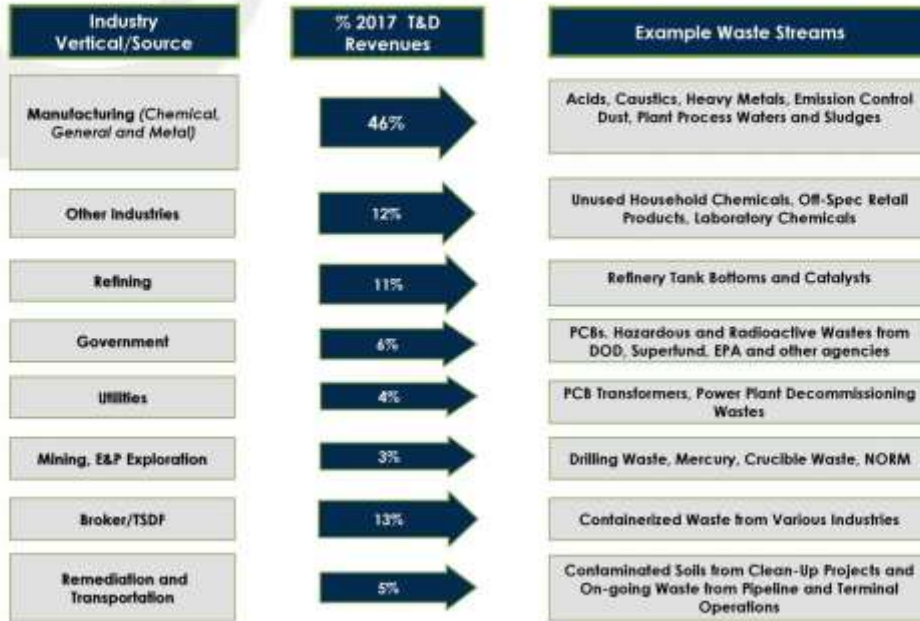 Industry
Vertical/Source
% 2017 T&D
Revenues
Example Waste Streams
Manufacturing (Chemical,
General and Metal)
46%
Acids, Caustics, Heavy Metals, Emission Control
Dust, Plant Process Waters and Sludges
Other Industries
12%
Unused Household Chemicals, Off-Spec Retail
Products, Laboratory Chemicals
Refining
11%
Refinery Tank Bottoms and Catalysts
Government
6%
PCBs, Hazardous and Radioactive Wastes from
DOD, Superfund, EPA and other agencies
Utilities
4%
PCB Transformers, Power Plant Decommissioning
Wastes
Mining, E&P Exploration
3%
Drilling Waste, Mercury, Crucible Waste, NORM
Broker/TSDF
13%
Containerized Waste from Various Industries
Remediation and
Transportation
5%
Contaminated Soils from Clean-Up Projects and
On-going Waste from Pipeline and Terminal
Operations